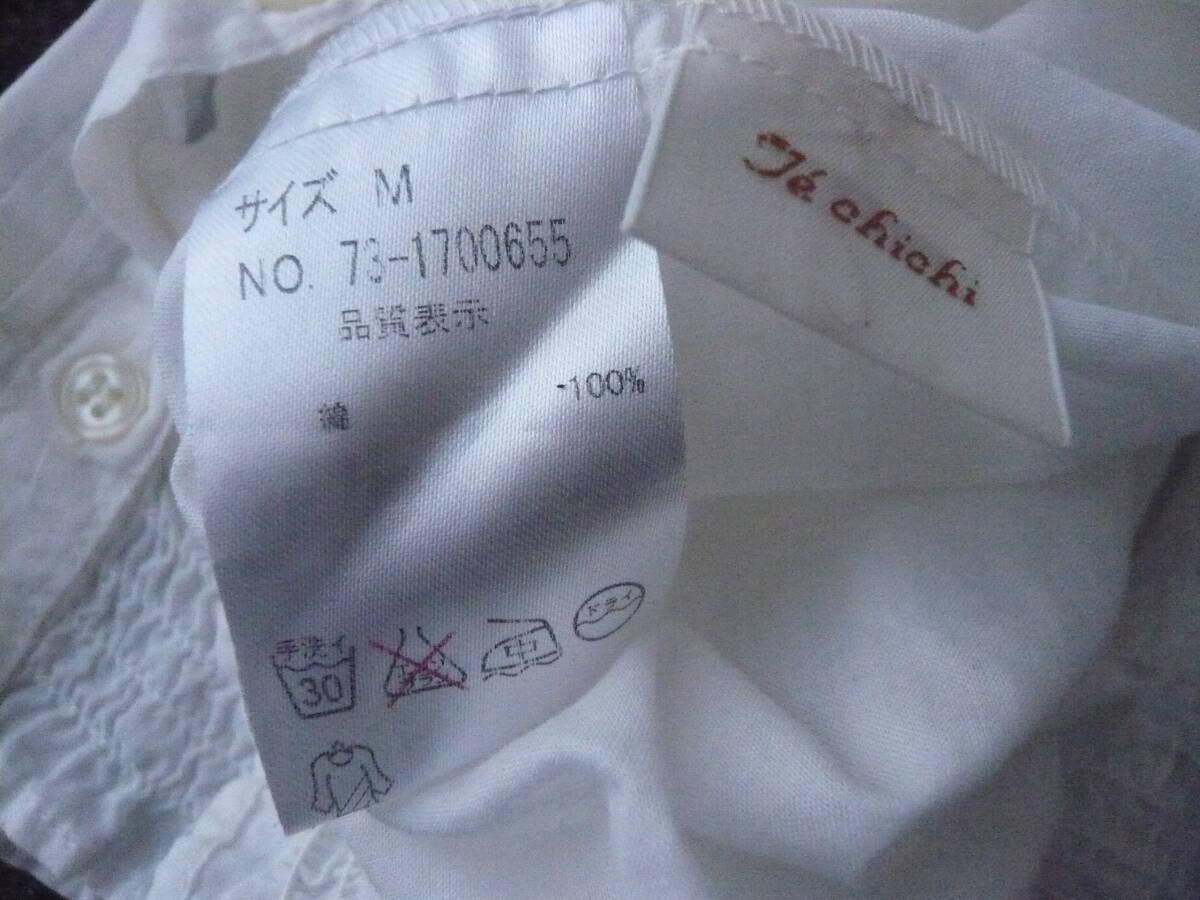 サイズ M
NO. 73-1700655
品質表示
綿 -100%
手洗イ
30
中
ドライ
Té chichi